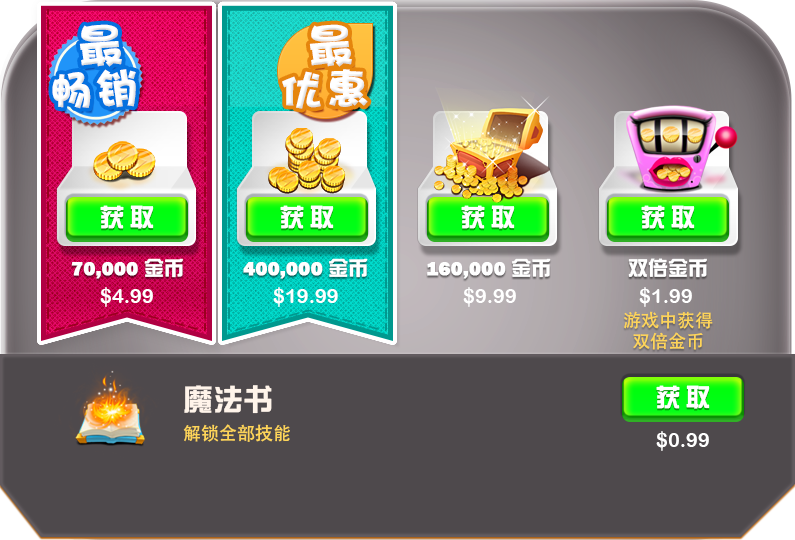 最
畅销
获取
70,000 金币
$4.99
最
优惠
获取
400,000 金币
$19.99
获取
160,000 金币
$9.99
获取
双倍金币
$1.99
游戏中获得
双倍金币
魔法书
解锁全部技能
获取
$0.99